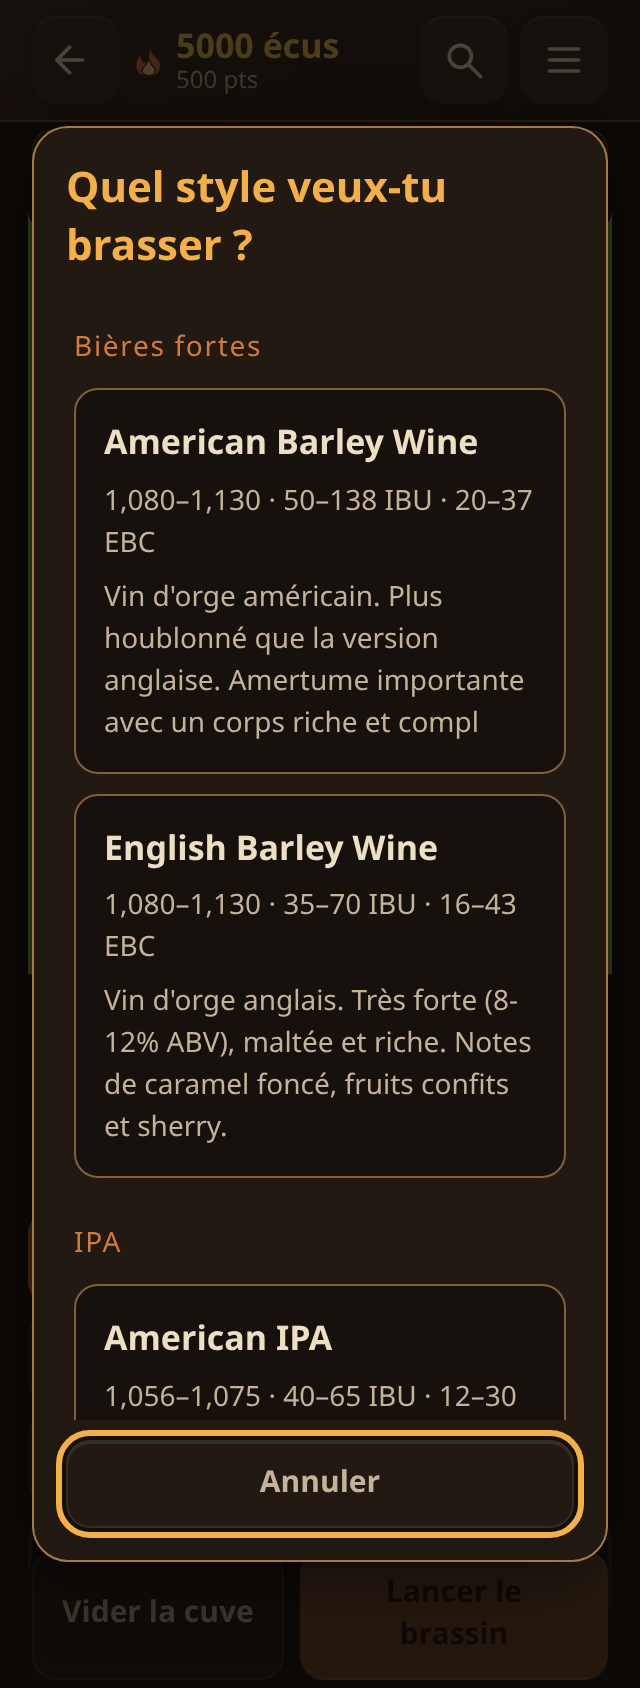 5000 écus
500 pts
Quel style veux-tu
brasser ?
Bières fortes
American Barley Wine
1,080–1,130 · 50–138 IBU · 20–37
EBC
Vin d'orge américain. Plus
houblonné que la version
anglaise. Amertume importante
avec un corps riche et compl
English Barley Wine
1,080–1,130 · 35–70 IBU · 16–43
EBC
Vin d'orge anglais. Très forte (8-
12% ABV), maltée et riche. Notes
de caramel foncé, fruits confits
et sherry.
IPA
American IPA
1,056–1,075 · 40–65 IBU · 12–30
Annuler
Vider la cuve
Lancer le
brassin